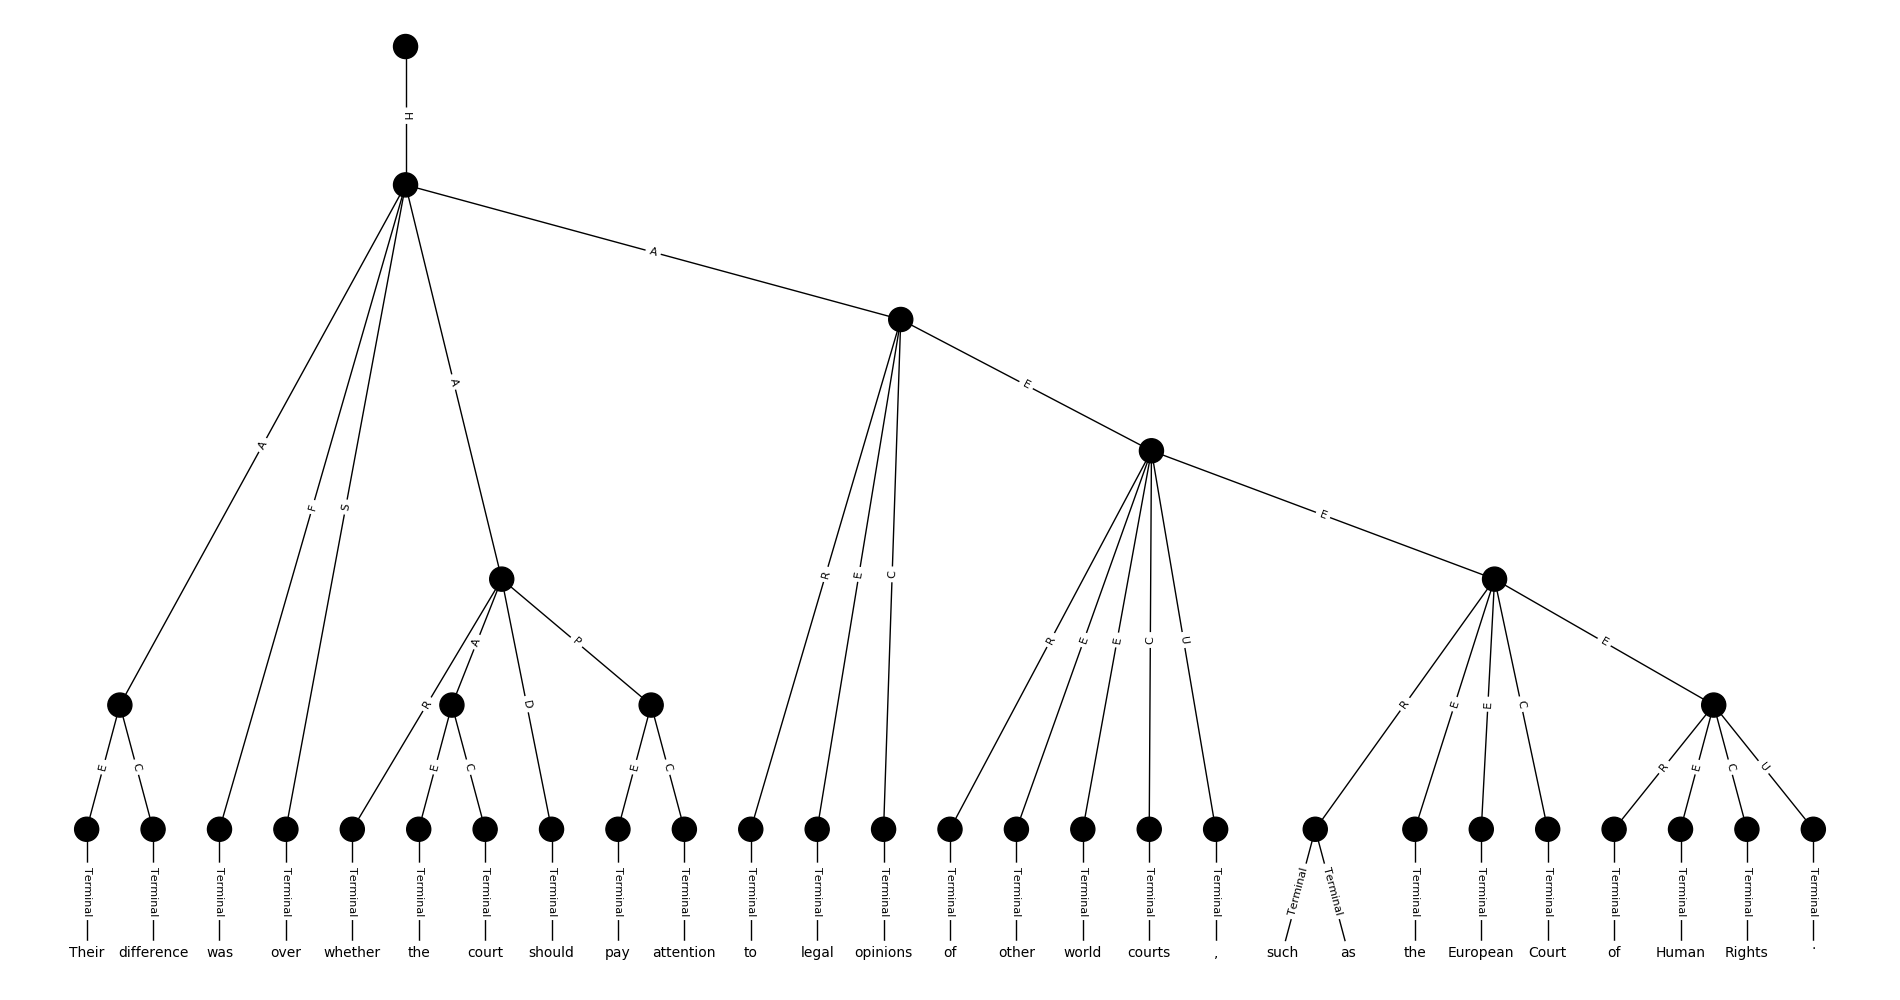 H
A
A
E
A
E
A
F
S
R
E
C
R
E
E
C
U
A
P
E
R
D
R
E
E
C
E
C
E
C
E
C
R
E
C
U
Terminal Terminal Terminal Terminal Terminal Terminal Terminal Terminal Terminal Terminal Terminal Terminal Terminal Terminal Terminal Terminal Terminal Terminal Terminal Terminal Terminal Terminal Terminal Terminal Terminal Terminal Terminal
Their difference was over whether the court should pay attention to legal opinions of other world courts , such as the European Court of Human Rights .